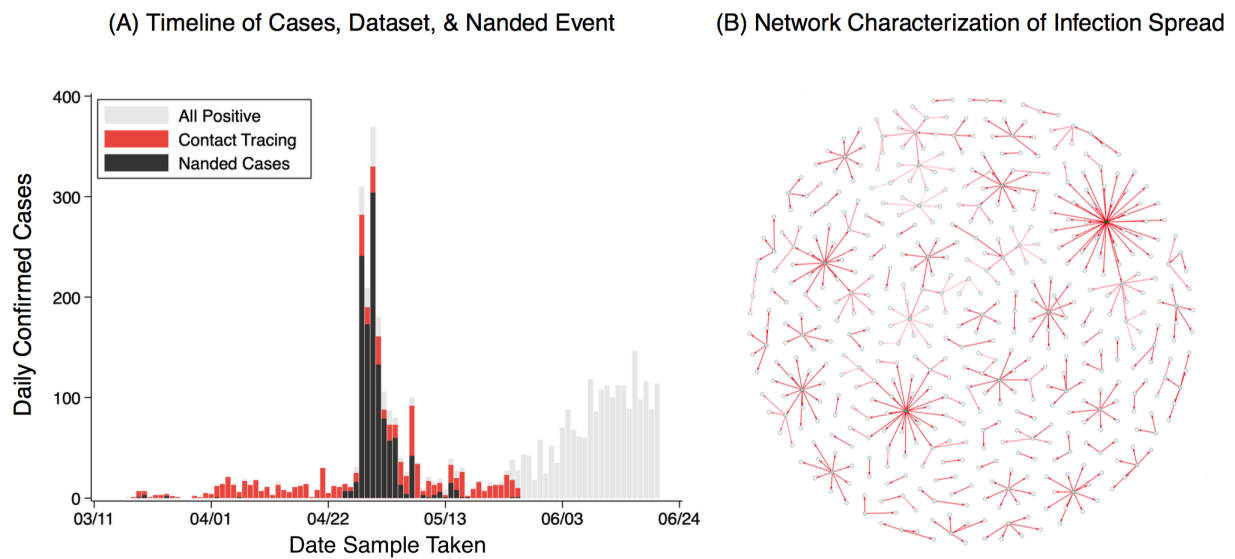 (A) Timeline of Cases, Dataset, & Nanded Event
(B) Network Characterization of Infection Spread
400
300
200
100
0
Daily Confirmed Cases
All Positive
Contact Tracing
Nanded Cases
03/11 04/01 04/22 05/13 06/03 06/24
Date Sample Taken